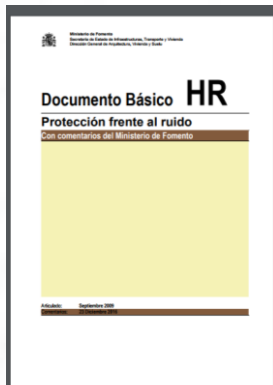 Ministerio de Fomento
Secretaría de Estado de Infraestructuras, Transporte y Vivienda
Dirección General de Arquitectura, Vivienda y Suelo
Documento Básico HR
Protección frente al ruido
Con comentarios del Ministerio de Fomento
Articulado: Septiembre 2009
Comentarios: 23 Diciembre 2016